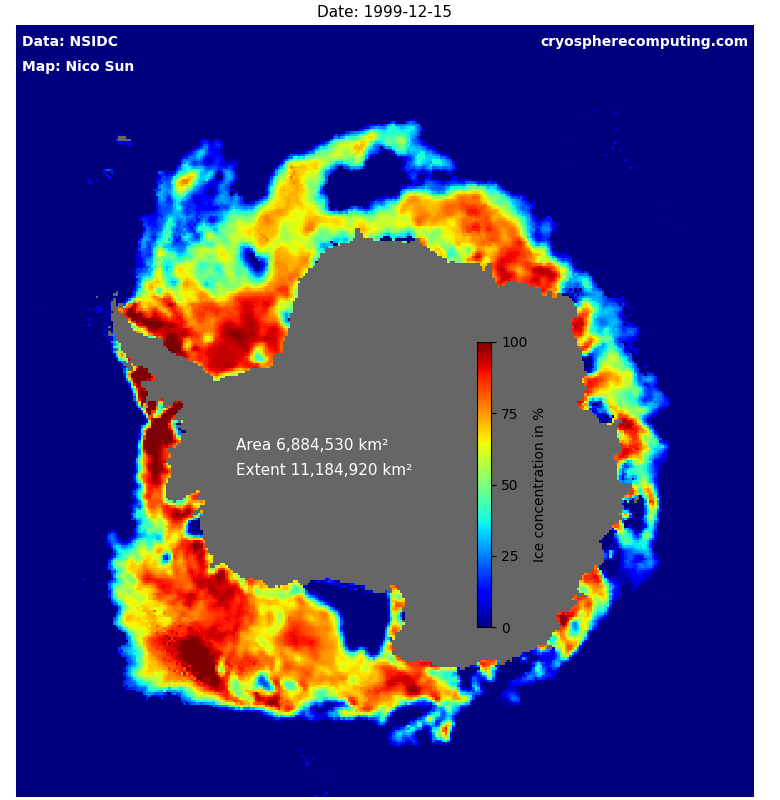 Date: 1999-12-15
Data: NSIDC
cryospherecomputing.com
Map: Nico Sun
100
75
50
25
0
Ice concentration in %
Area 6,884,530 km²
Extent 11,184,920 km²